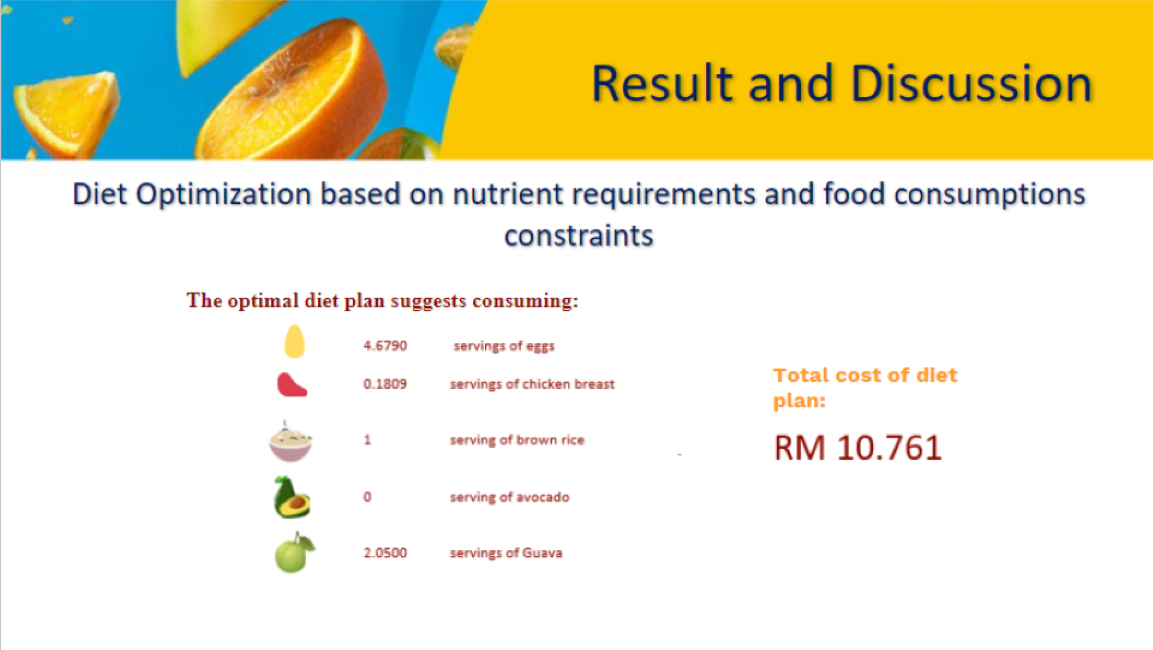 Result and Discussion
Diet Optimization based on nutrient requirements and food consumptions
constraints
The optimal diet plan suggests consuming:
4.6790 servings of eggs
0.1809 servings of chicken breast
1 serving of brown rice
0 serving of avocado
2.0500 servings of Guava
Total cost of diet
plan:
RM 10.761